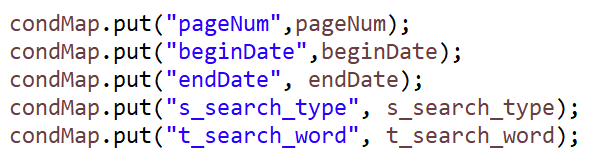 condMap.put("pageNum",pageNum);
condMap.put("beginDate",beginDate);
condMap.put("endDate", endDate);
condMap.put("s_search_type", s_search_type);
condMap.put("t_search_word", t_search_word);